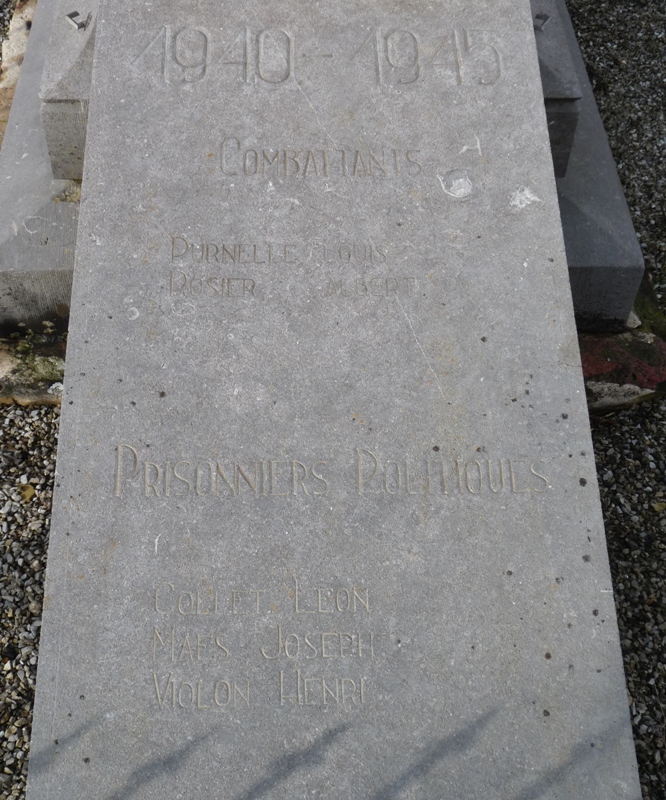 1940-1945
COMBATTANTS
PURNELLE LOUIS
ROSIER ALBERT
PRISONNIERS POLITIQUES
COLLET LEON
MAES JOSEPH
VIOLON HENRI